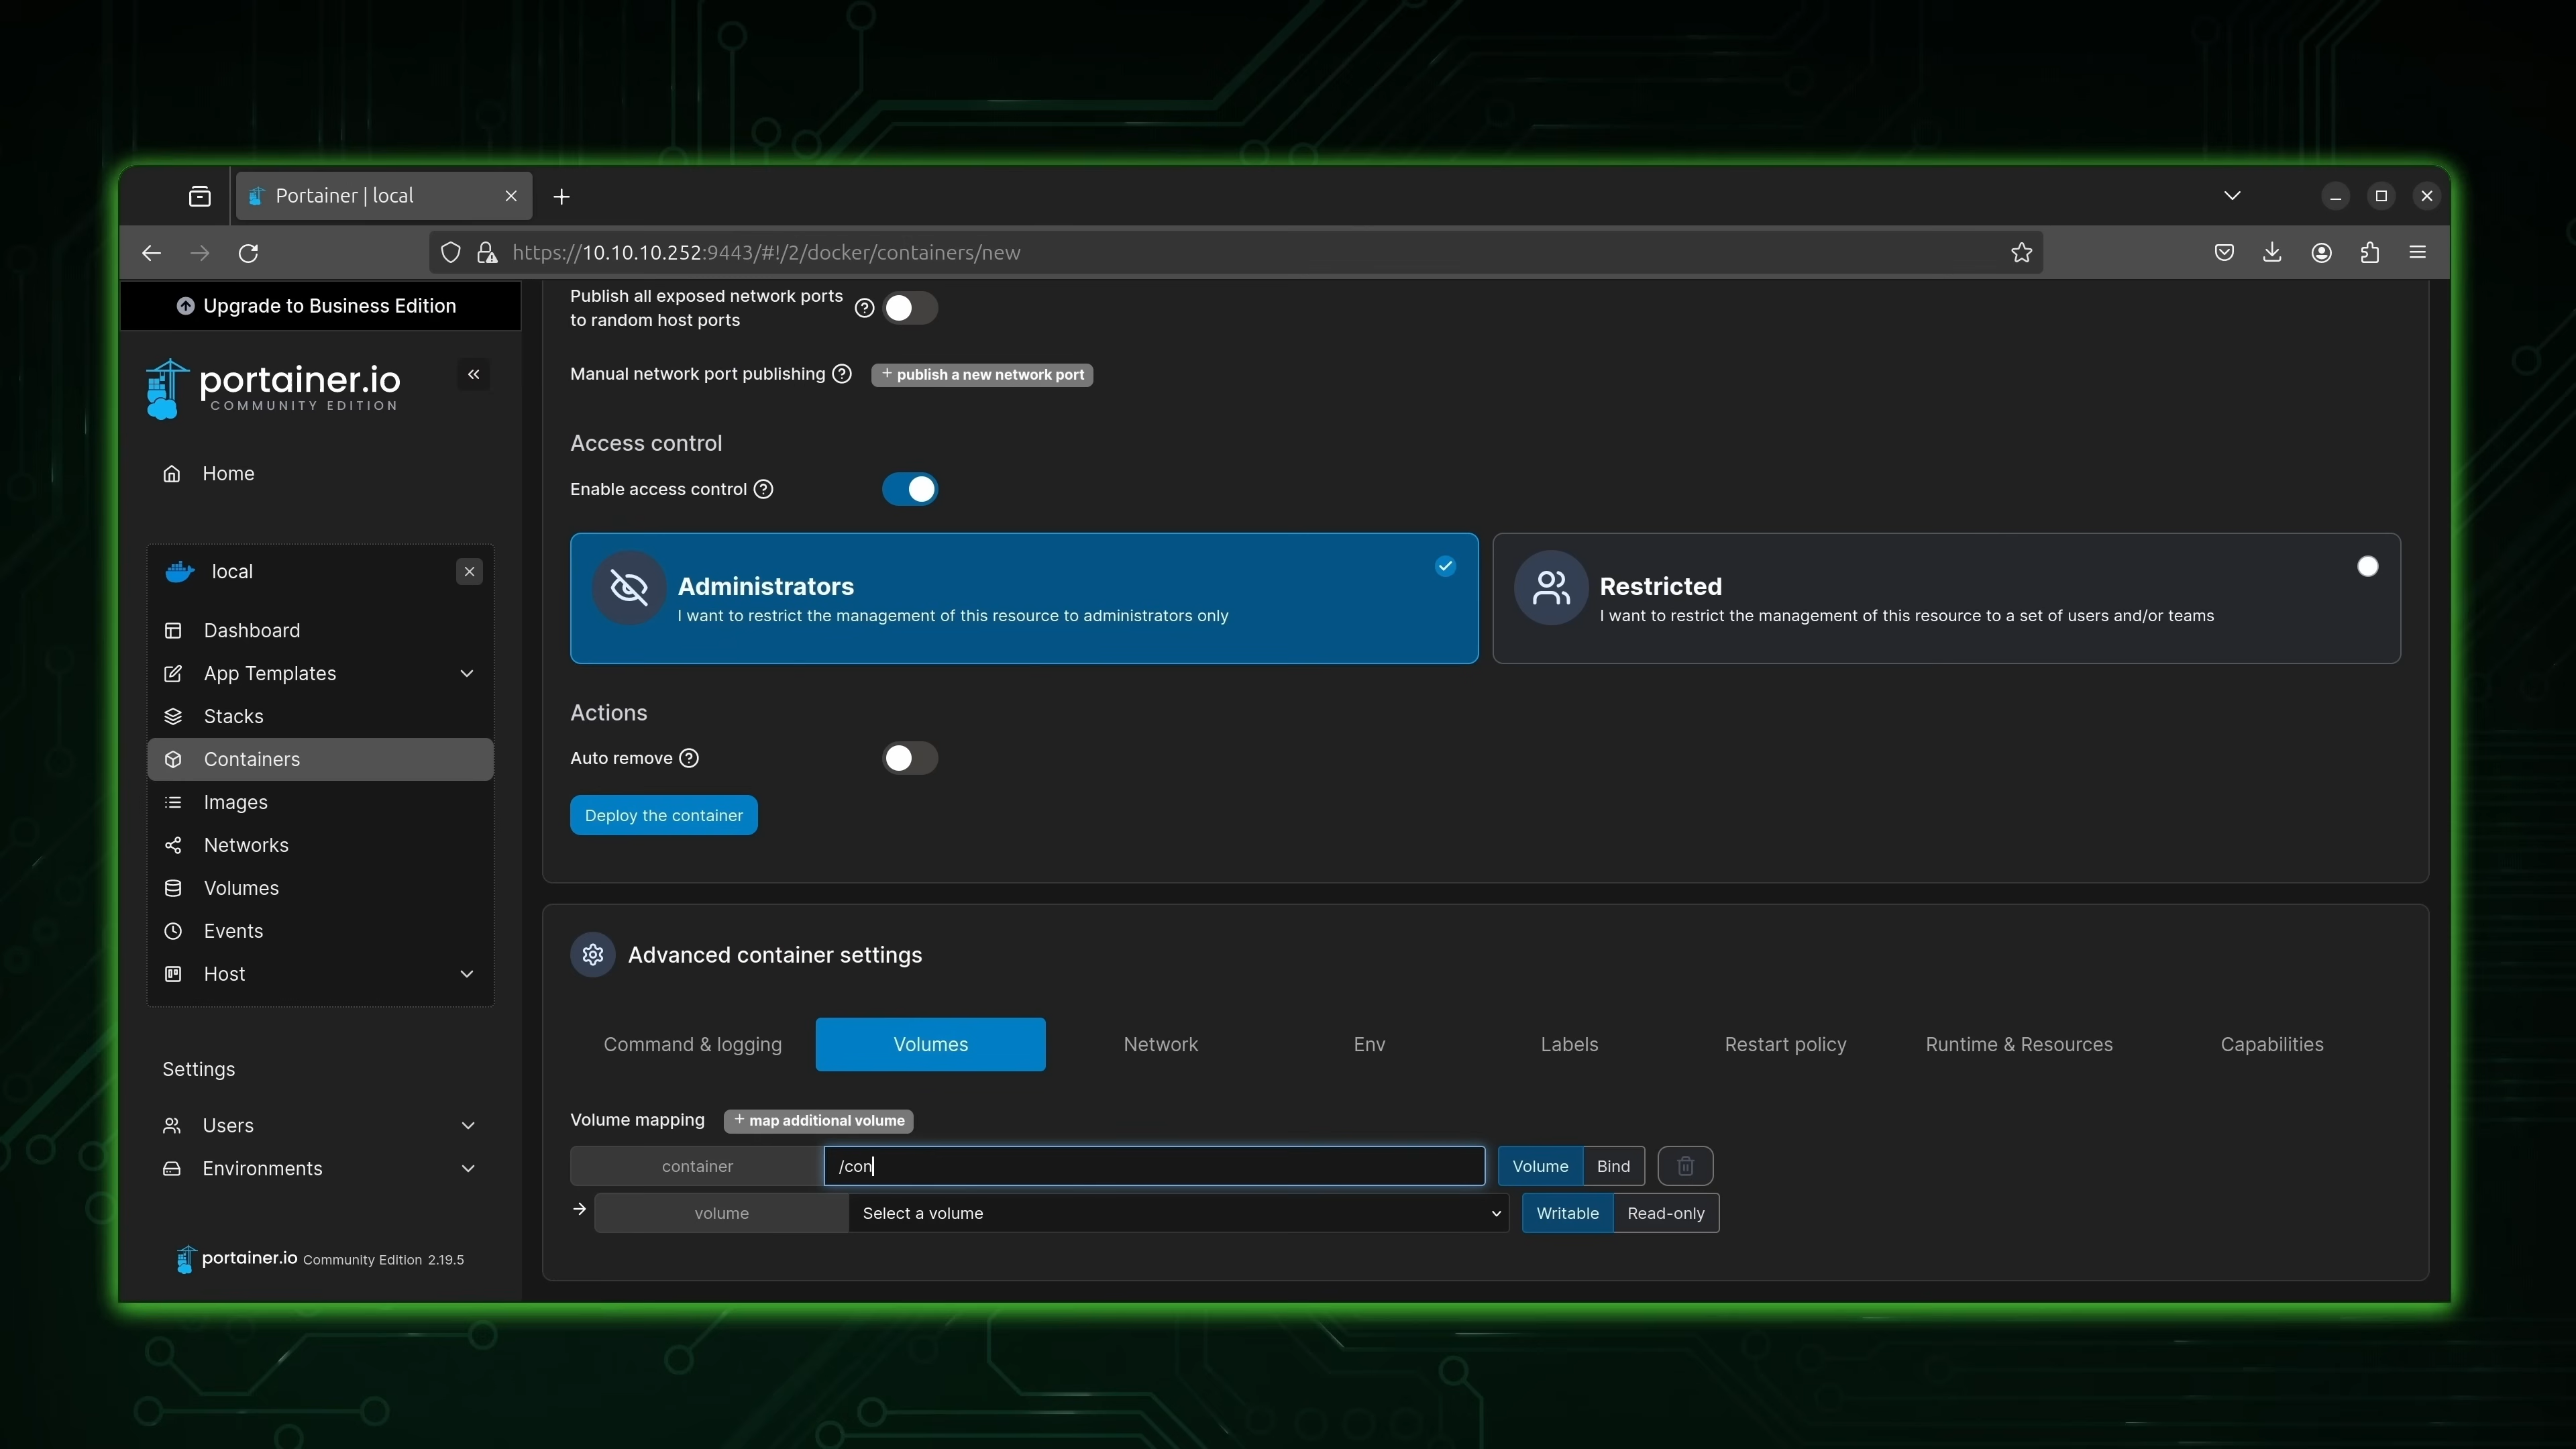 Portainer | local
https://10.10.10.252:9443/#!/2/docker/containers/new
Upgrade to Business Edition
portainer.io
COMMUNITY EDITION
Home
local
Dashboard
App Templates
Stacks
Containers
Images
Networks
Volumes
Events
Host
Settings
Users
Environments
portainer.io Community Edition 2.19.5
Publish all exposed network ports
to random host ports
Manual network port publishing + publish a new network port
Access control
Enable access control
Administrators
I want to restrict the management of this resource to administrators only
Restricted
I want to restrict the management of this resource to a set of users and/or teams
Actions
Auto remove
Deploy the container
Advanced container settings
Command & logging Volumes Network Env Labels Restart policy Runtime & Resources Capabilities
Volume mapping + map additional volume
container /con Volume Bind
volume Select a volume Writable Read-only